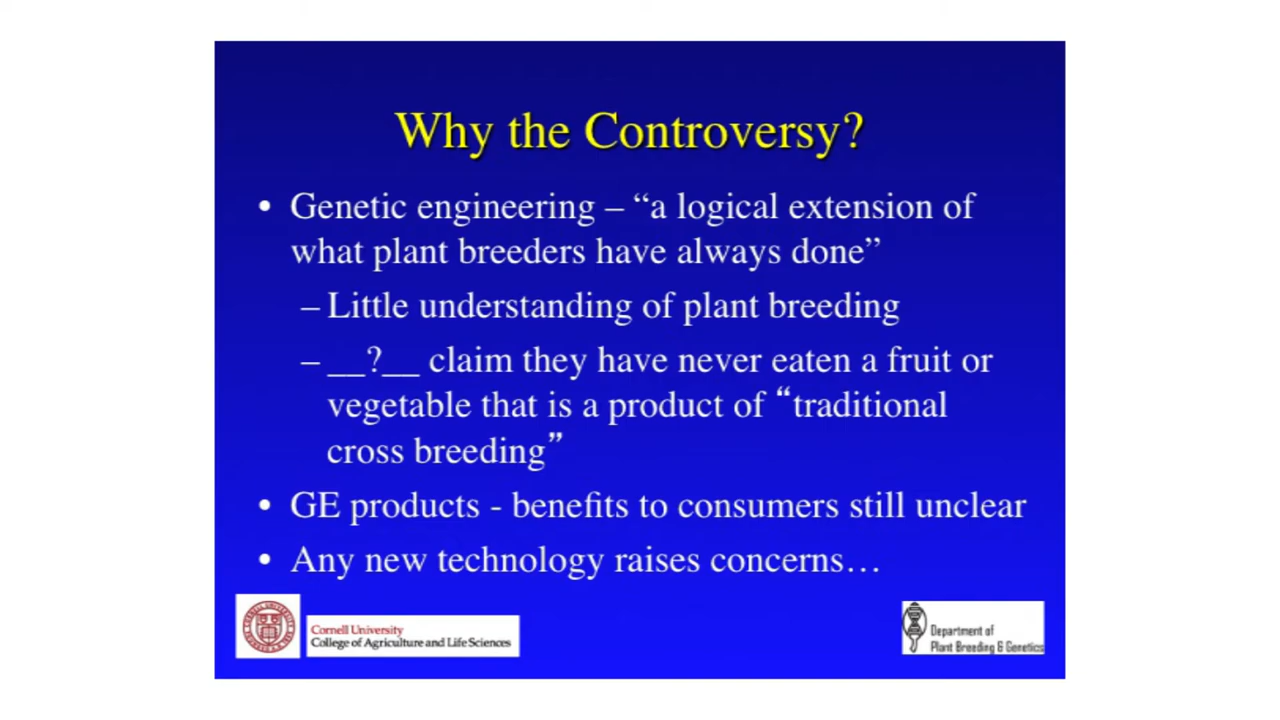 Why the Controversy?
• Genetic engineering – “a logical extension of
what plant breeders have always done”
– Little understanding of plant breeding
– __?__ claim they have never eaten a fruit or
vegetable that is a product of “traditional
cross breeding”
• GE products - benefits to consumers still unclear
• Any new technology raises concerns…
Cornell University
College of Agriculture and Life Sciences
Department of
Plant Breeding & Genetics